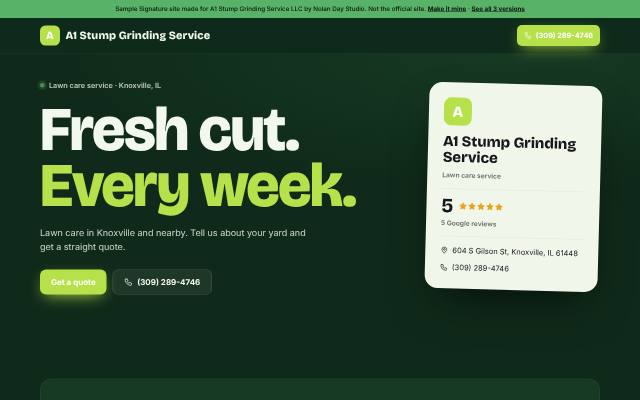 Sample Signature site made for A1 Stump Grinding Service LLC by Nolan Day Studio. Not the official site. Make it mine · See all 3 versions
A A1 Stump Grinding Service
(309) 289-4746
Lawn care service · Knoxville, IL
Fresh cut.
Every week.
Lawn care in Knoxville and nearby. Tell us about your yard and
get a straight quote.
Get a quote
(309) 289-4746
A
A1 Stump Grinding
Service
Lawn care service
5 ★★★★★
5 Google reviews
604 S Gilson St, Knoxville, IL 61448
(309) 289-4746